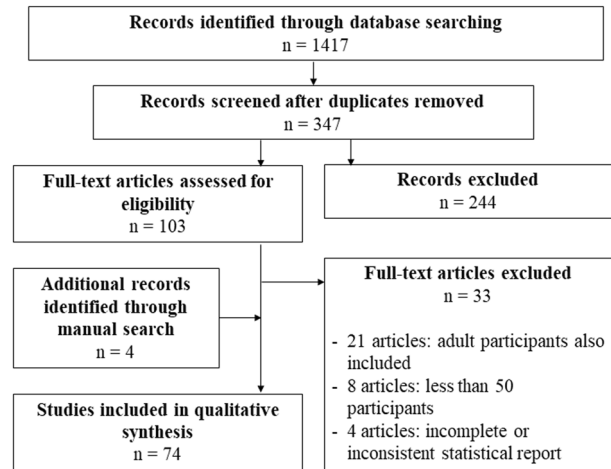 Records identified through database searching
n = 1417
Records screened after duplicates removed
n = 347
Full-text articles assessed for
eligibility
n = 103
Records excluded
n = 244
Additional records
identified through
manual search
n = 4
Full-text articles excluded
n = 33
- 21 articles: adult participants also
included
- 8 articles: less than 50
participants
- 4 articles: incomplete or
inconsistent statistical report
Studies included in qualitative
synthesis
n = 74